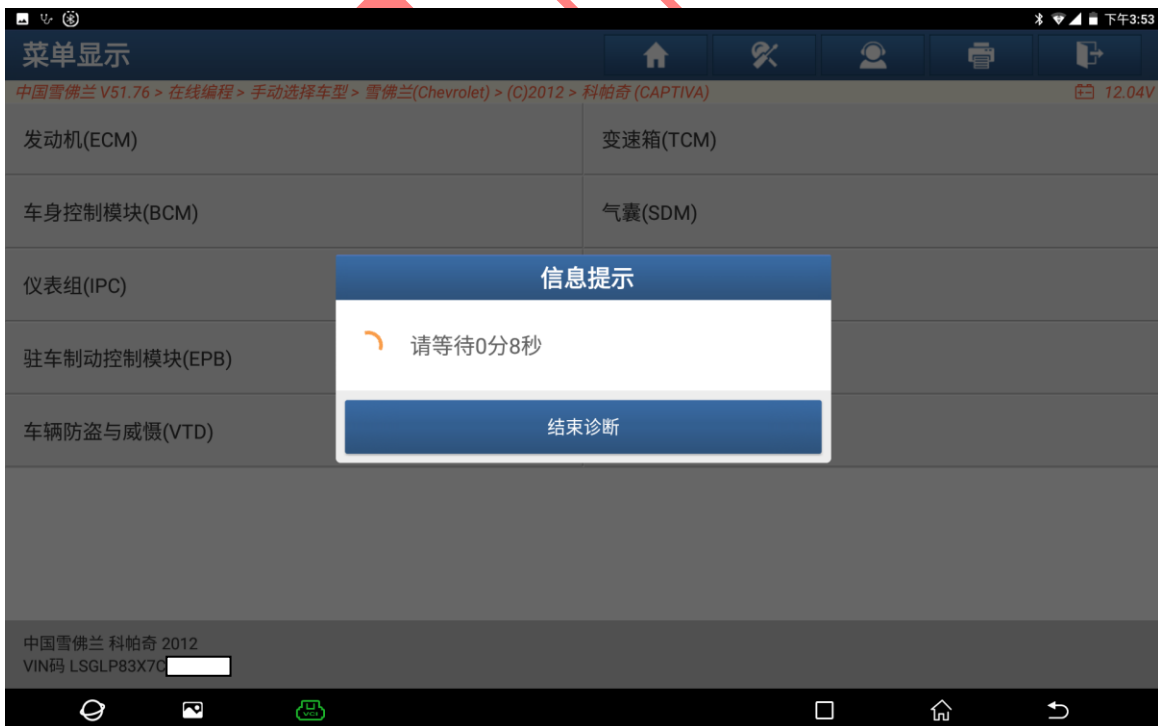 下午3:53
菜单显示
中国雪佛兰 V51.76 > 在线编程 > 手动选择车型 > 雪佛兰(Chevrolet) > (C)2012 > 科帕奇 (CAPTIVA)
12.04V
发动机(ECM)
变速箱(TCM)
车身控制模块(BCM)
气囊(SDM)
仪表组(IPC)
信息提示
请等待0分8秒
驻车制动控制模块(EPB)
结束诊断
车辆防盗与威慑(VTD)
中国雪佛兰 科帕奇 2012
VIN码 LSGLP83X7C
VCI